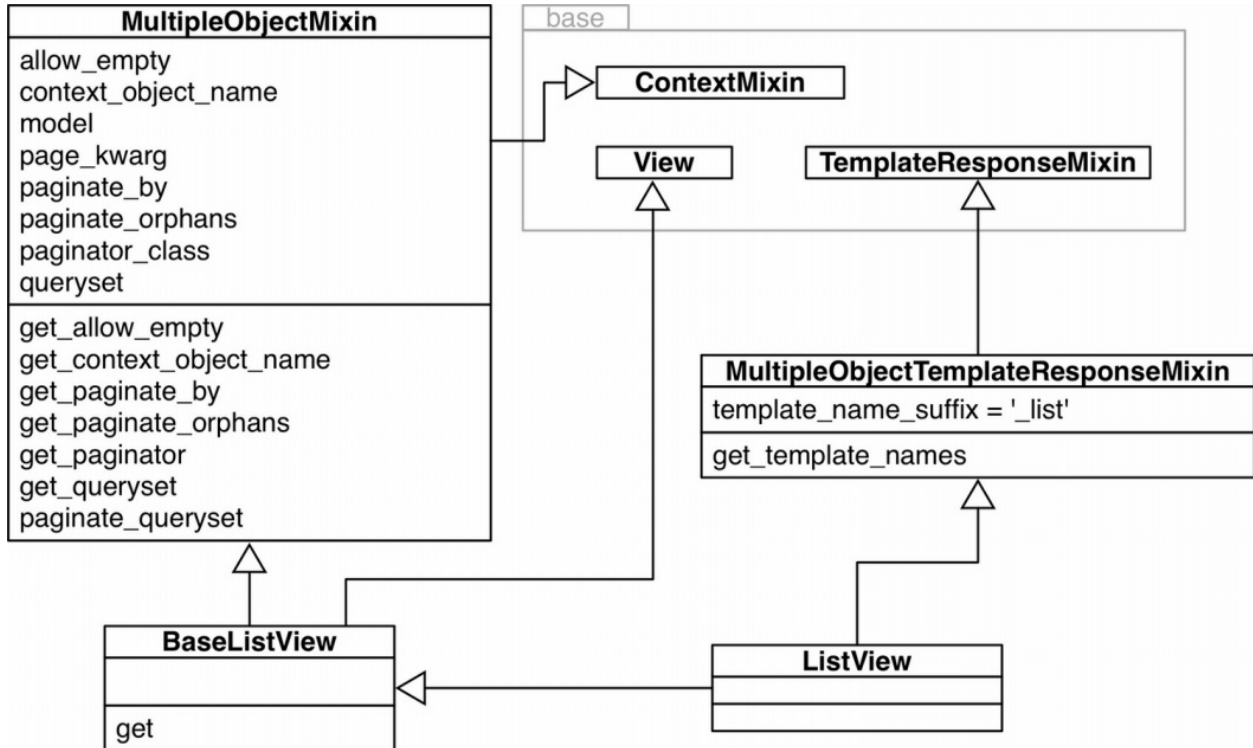 MultipleObjectMixin
allow_empty
context_object_name
model
page_kwarg
paginate_by
paginate_orphans
paginator_class
queryset
get_allow_empty
get_context_object_name
get_paginate_by
get_paginate_orphans
get_paginator
get_queryset
paginate_queryset
base
ContextMixin
View
TemplateResponseMixin
MultipleObjectTemplateResponseMixin
template_name_suffix = '_list'
get_template_names
BaseListView
get
ListView